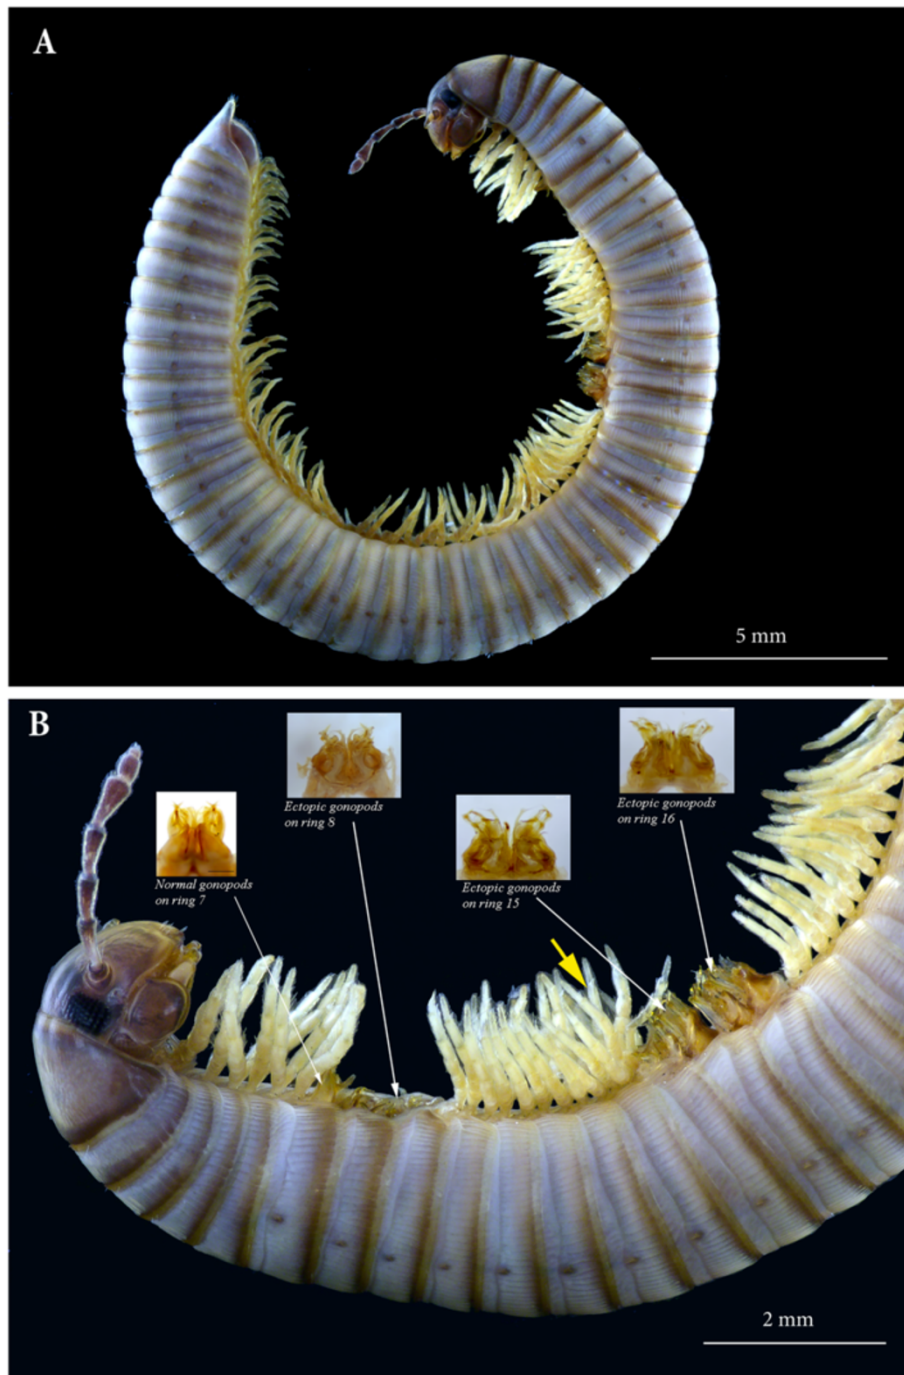 A
5 mm
B
Ectopic gonopods
on ring 8
Ectopic gonopods
on ring 16
Normal gonopods
on ring 7
Ectopic gonopods
on ring 15
2 mm